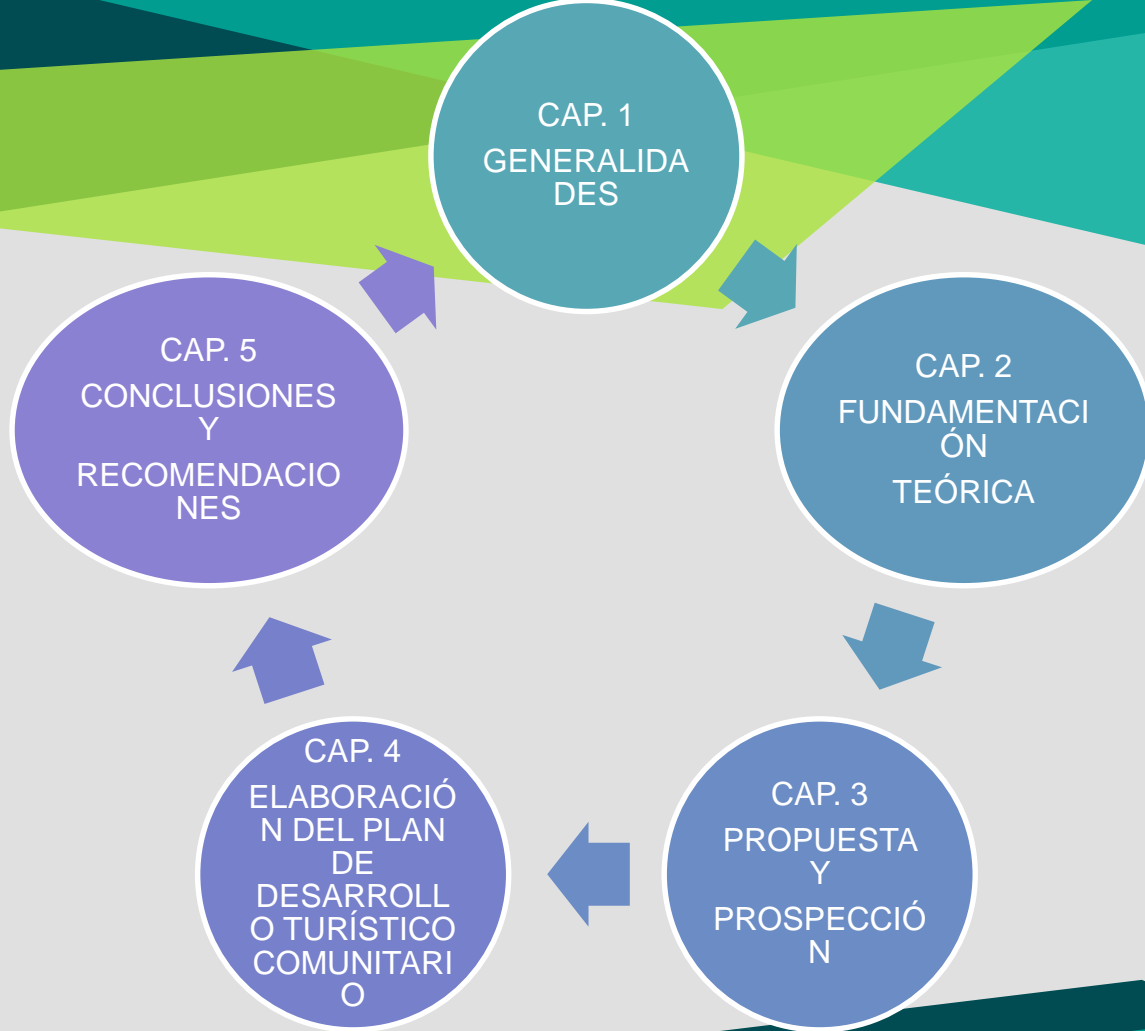 CAP. 1
GENERALIDA
DES
CAP. 2
FUNDAMENTACI
ÓN
TEÓRICA
CAP. 3
PROPUESTA
Y
PROSPECCIÓ
N
CAP. 4
ELABORACIÓ
N DEL PLAN
DE
DESARROLL
O TURÍSTICO
COMUNITARI
O
CAP. 5
CONCLUSIONES
Y
RECOMENDACIO
NES